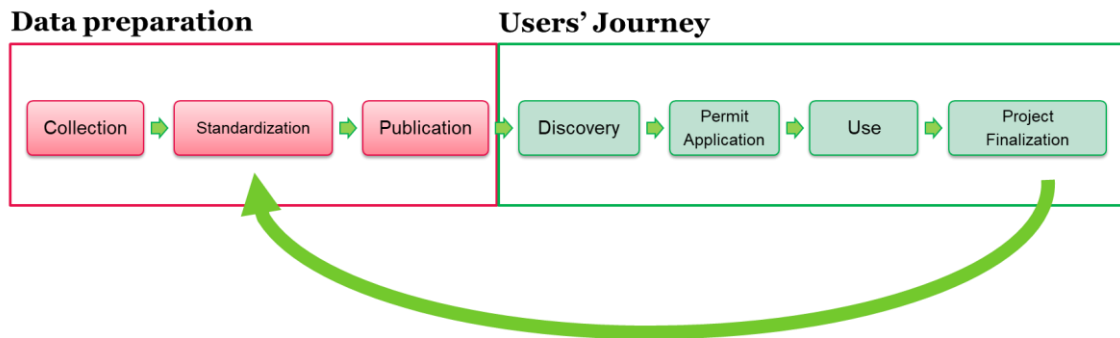 Data preparation
Users’ Journey
Collection
Standardization
Publication
Discovery
Permit
Application
Use
Project
Finalization